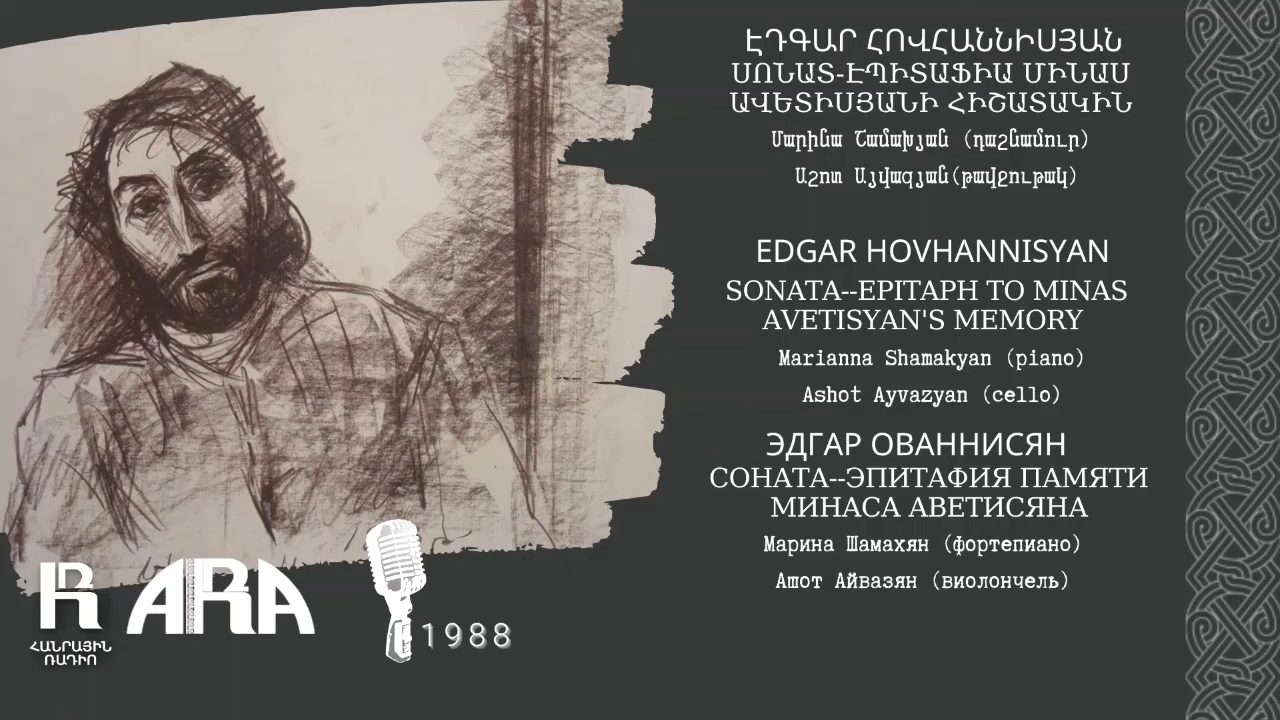 ԷԴԳԱՐ ՀՈՎՀԱՆՆԻՍՅԱՆ
ՍՈՆԱՏ-ԷՊԻՏԱՖԻԱ ՄԻՆԱՍ
ԱՎԵՏԻՍՅԱՆԻ ՀԻՇԱՏԱԿԻՆ
Մարինա Շամախյան (դաշնամուր)
Աշոտ Այվազյան(թավջութակ)
EDGAR HOVHANNISYAN
SONATA--EPITAPH TO MINAS
AVETISYAN'S MEMORY
Marianna Shamakyan (piano)
Ashot Ayvazyan (cello)
ЭДГАР ОВАННИСЯН
СОНАТА--ЭПИТАФИЯ ПАМЯТИ
МИНАСА АВЕТИСЯНА
Марина Шамахян (фортепиано)
Ашот Айвазян (виолончель)
ՀԱՆՐԱՅԻՆ
ՌԱԴԻՈ
ARA
1988